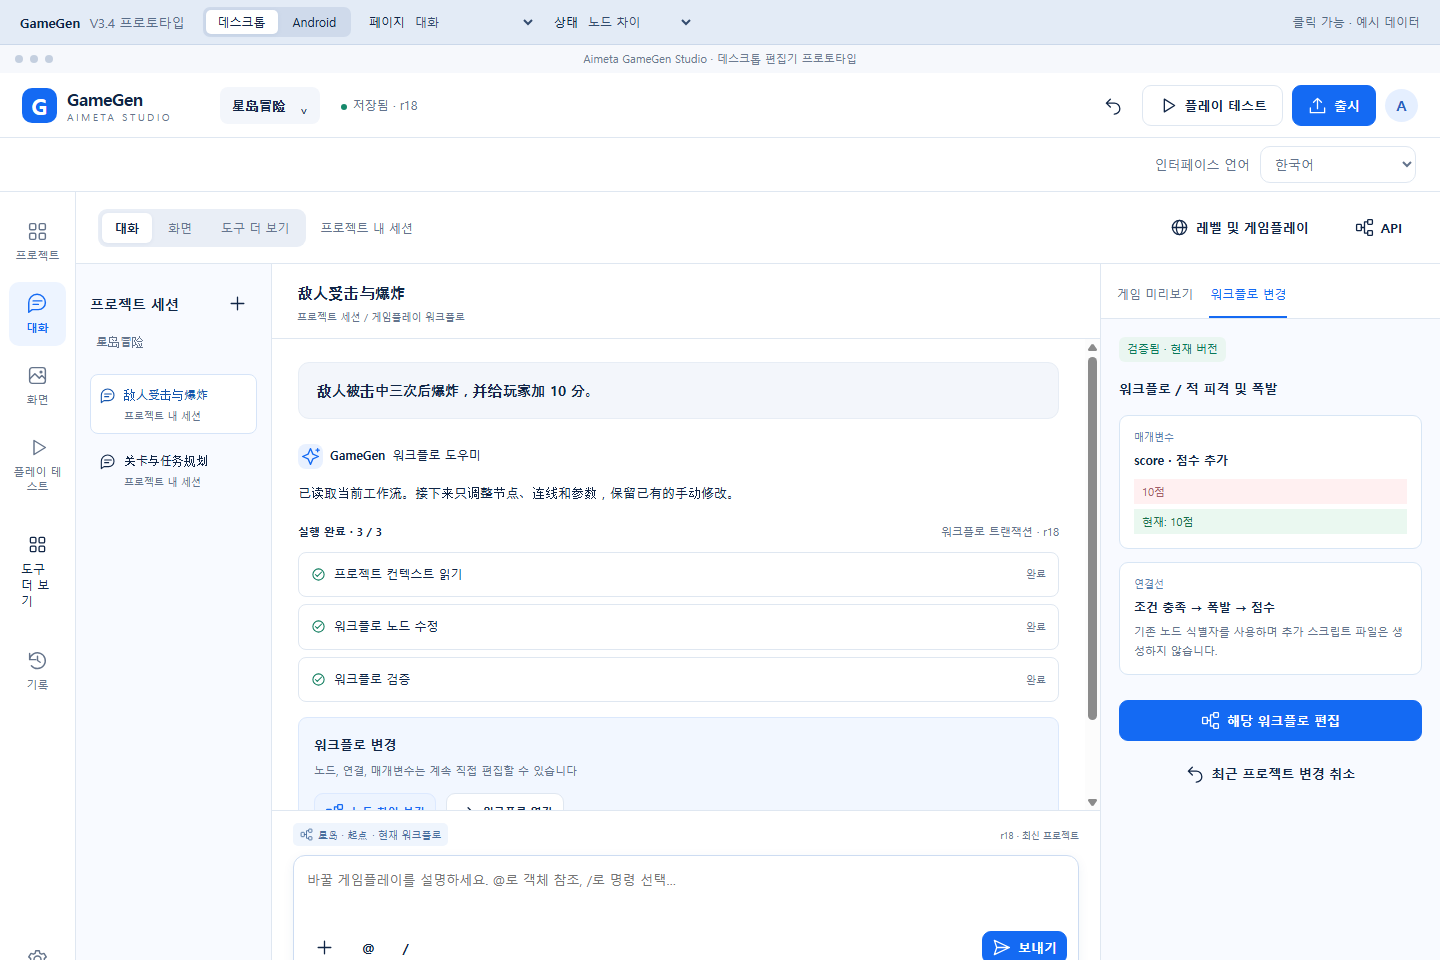 GameGen V3.4 프로토타입 데스크톱 Android 페이지 대화 상태 노드 차이 클릭 가능 · 예시 데이터
Aimeta GameGen Studio · 데스크톱 편집기 프로토타입
G GameGen
AIMETA STUDIO
星岛冒险
저장됨 · r18
플레이 테스트
출시
A
인터페이스 언어 한국어
대화 화면 도구 더 보기 프로젝트 내 세션
레벨 및 게임플레이 API
프로젝트
대화
화면
플레이 테
스트
도구
더 보
기
기록
프로젝트 세션
星岛冒险
敌人受击与爆炸
프로젝트 내 세션
关卡与任务规划
프로젝트 내 세션
敌人受击与爆炸
프로젝트 세션 / 게임플레이 워크플로
敌人被击中三次后爆炸，并给玩家加 10 分。
GameGen 워크플로 도우미
已读取当前工作流。接下来只调整节点、连线和参数，保留已有的手动修改。
실행 완료 · 3 / 3 워크플로 트랜잭션 · r18
프로젝트 컨텍스트 읽기 완료
워크플로 노드 수정 완료
워크플로 검증 완료
워크플로 변경
노드, 연결, 매개변수는 계속 직접 편집할 수 있습니다
星岛 · 起点 · 현재 워크플로 r18 · 최신 프로젝트
바꿀 게임플레이를 설명하세요. @로 객체 참조, /로 명령 선택...
@ / 보내기
게임 미리보기 워크플로 변경
검증됨 · 현재 버전
워크플로 / 적 피격 및 폭발
매개변수
score · 점수 추가
10점
현재: 10점
연결선
조건 충족 → 폭발 → 점수
기존 노드 식별자를 사용하며 추가 스크립트 파일은 생
성하지 않습니다.
해당 워크플로 편집
최근 프로젝트 변경 취소